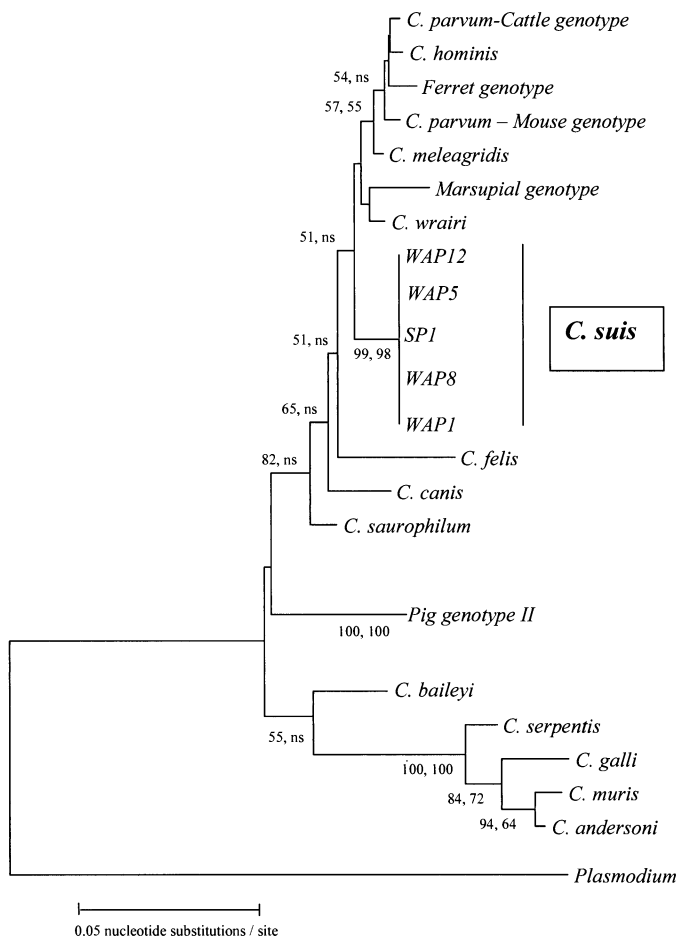 C. parvum-Cattle genotype
C. hominis
54, ns
Ferret genotype
57, 55
C. parvum – Mouse genotype
C. meleagridis
Marsupial genotype
C. wrairi
51, ns
WAP12
WAP5
SP1
C. suis
51, ns
99, 98
WAP8
65, ns
WAP1
82, ns
C. felis
C. canis
C. saurophilum
Pig genotype II
100, 100
C. baileyi
C. serpentis
55, ns
C. galli
100, 100
C. muris
84, 72
94, 64
C. andersoni
Plasmodium
0.05 nucleotide substitutions / site